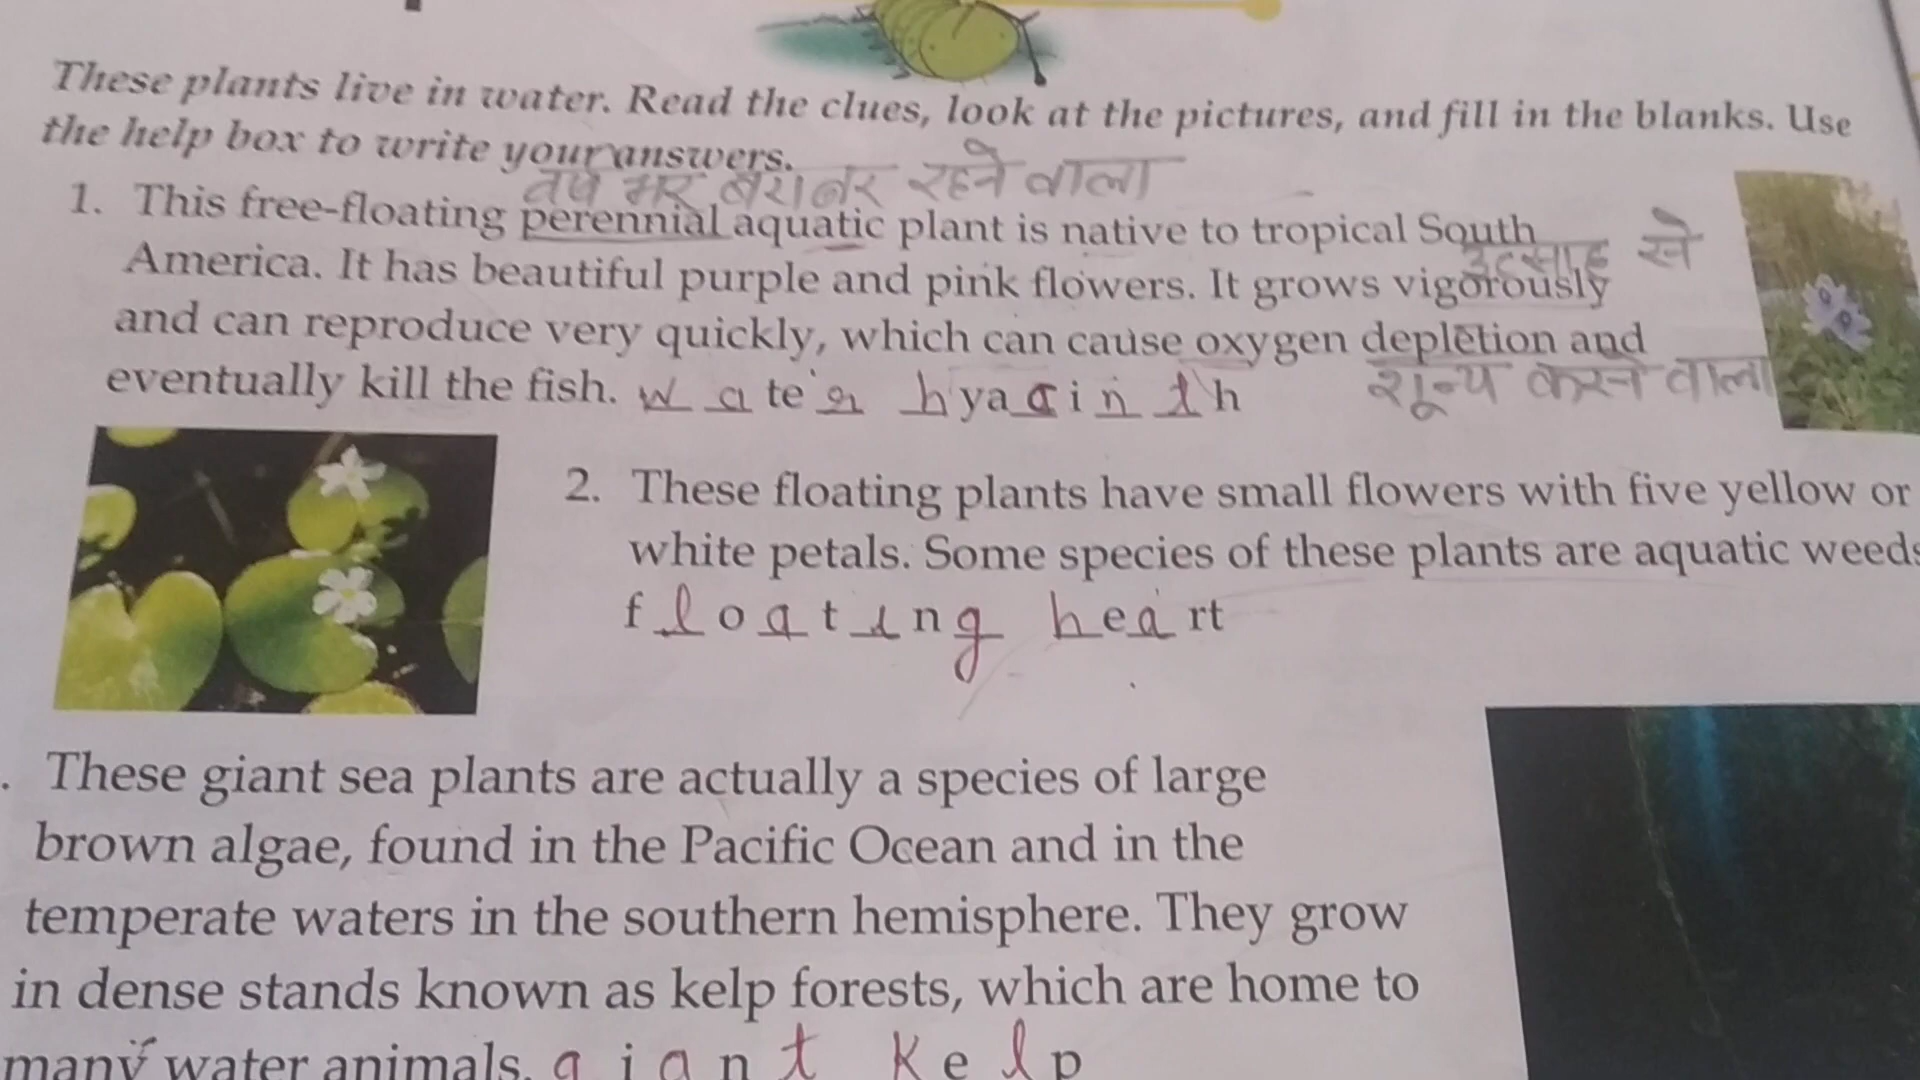 These plants live in water. Read the clues, look at the pictures, and fill in the blanks. Use
the help box to write your answers.
वर्ष भर बराबर रहने वाला
1. This free-floating perennial aquatic plant is native to tropical South
उत्साह से
America. It has beautiful purple and pink flowers. It grows vigorously
and can reproduce very quickly, which can cause oxygen depletion and
शून्य करने वाला
eventually kill the fish. water hyacinth
2. These floating plants have small flowers with five yellow or
white petals. Some species of these plants are aquatic weeds
floating heart
. These giant sea plants are actually a species of large
brown algae, found in the Pacific Ocean and in the
temperate waters in the southern hemisphere. They grow
in dense stands known as kelp forests, which are home to
many water animals. giant Kelp